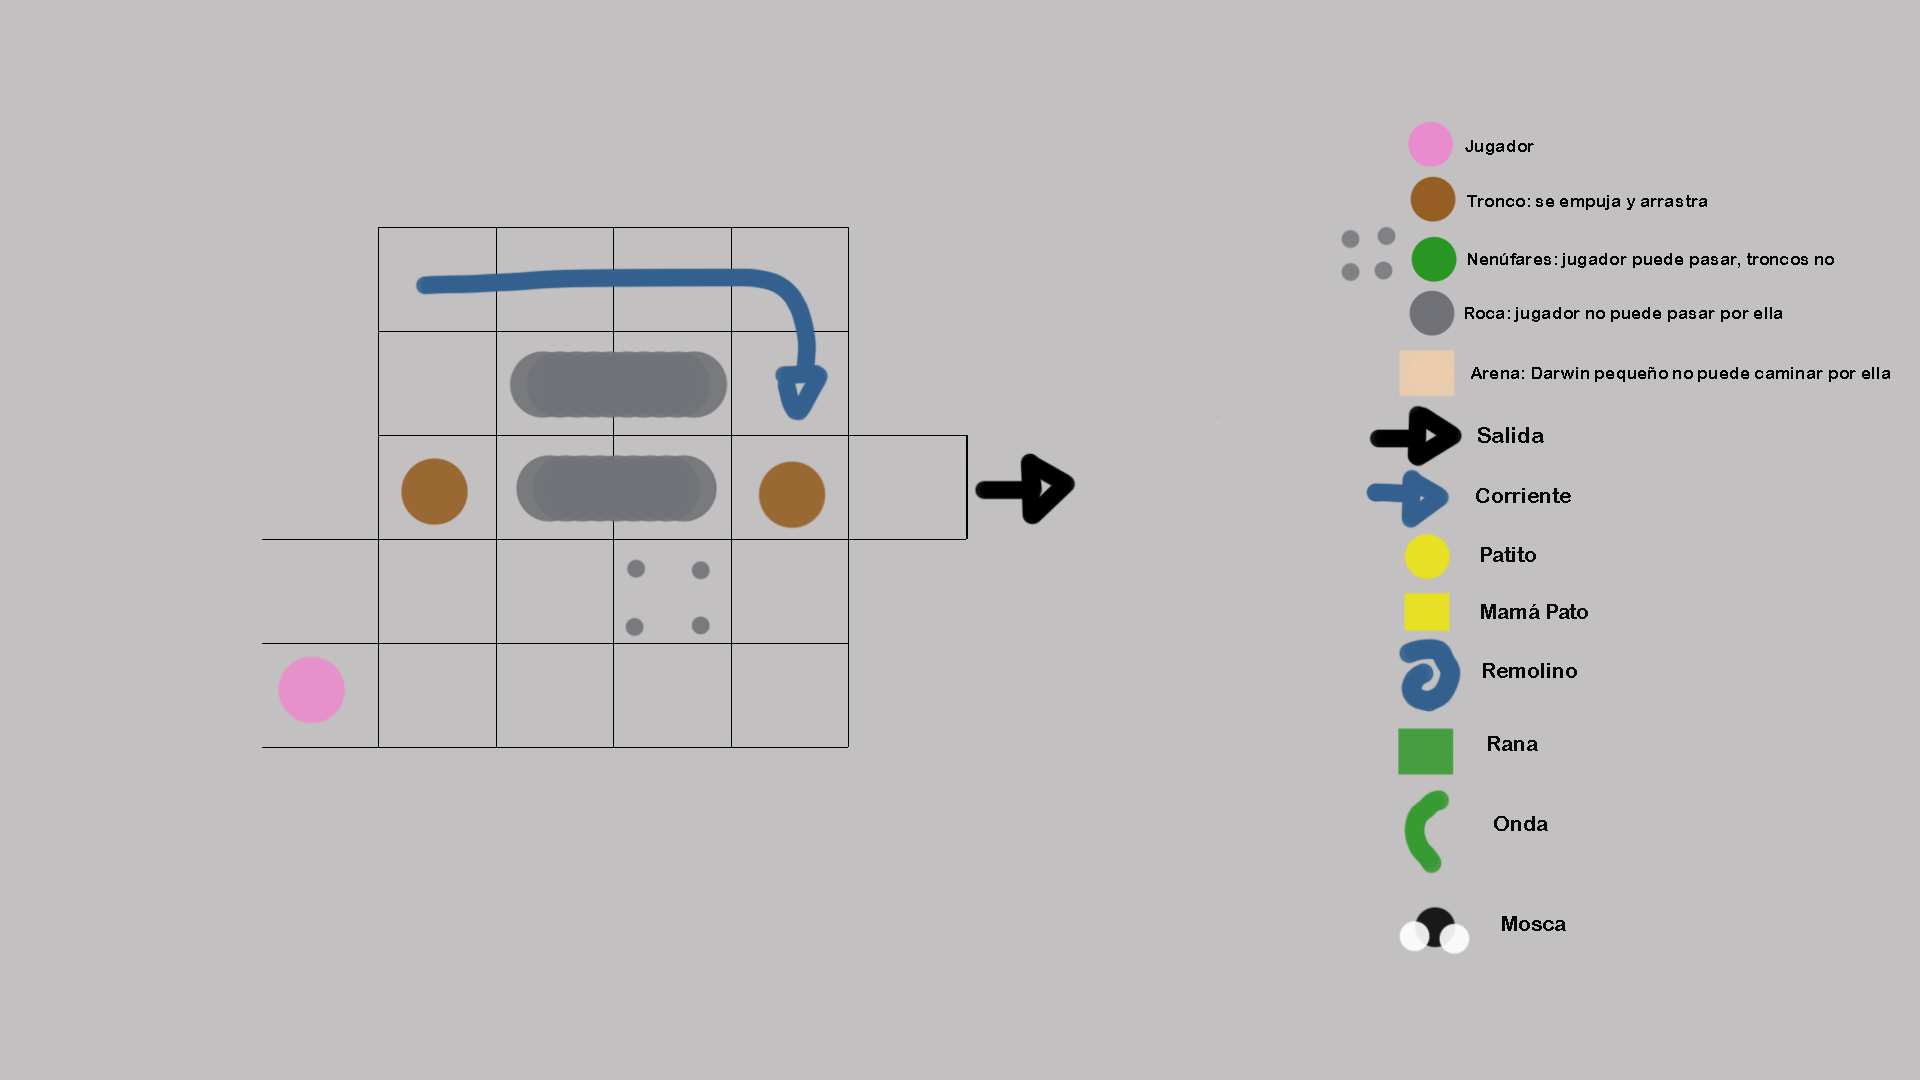 Jugador
Tronco: se empuja y arrastra
Nenúfares: jugador puede pasar, troncos no
Roca: jugador no puede pasar por ella
Arena: Darwin pequeño no puede caminar por ella
Salida
Corriente
Patito
Mamá Pato
Remolino
Rana
Onda
Mosca